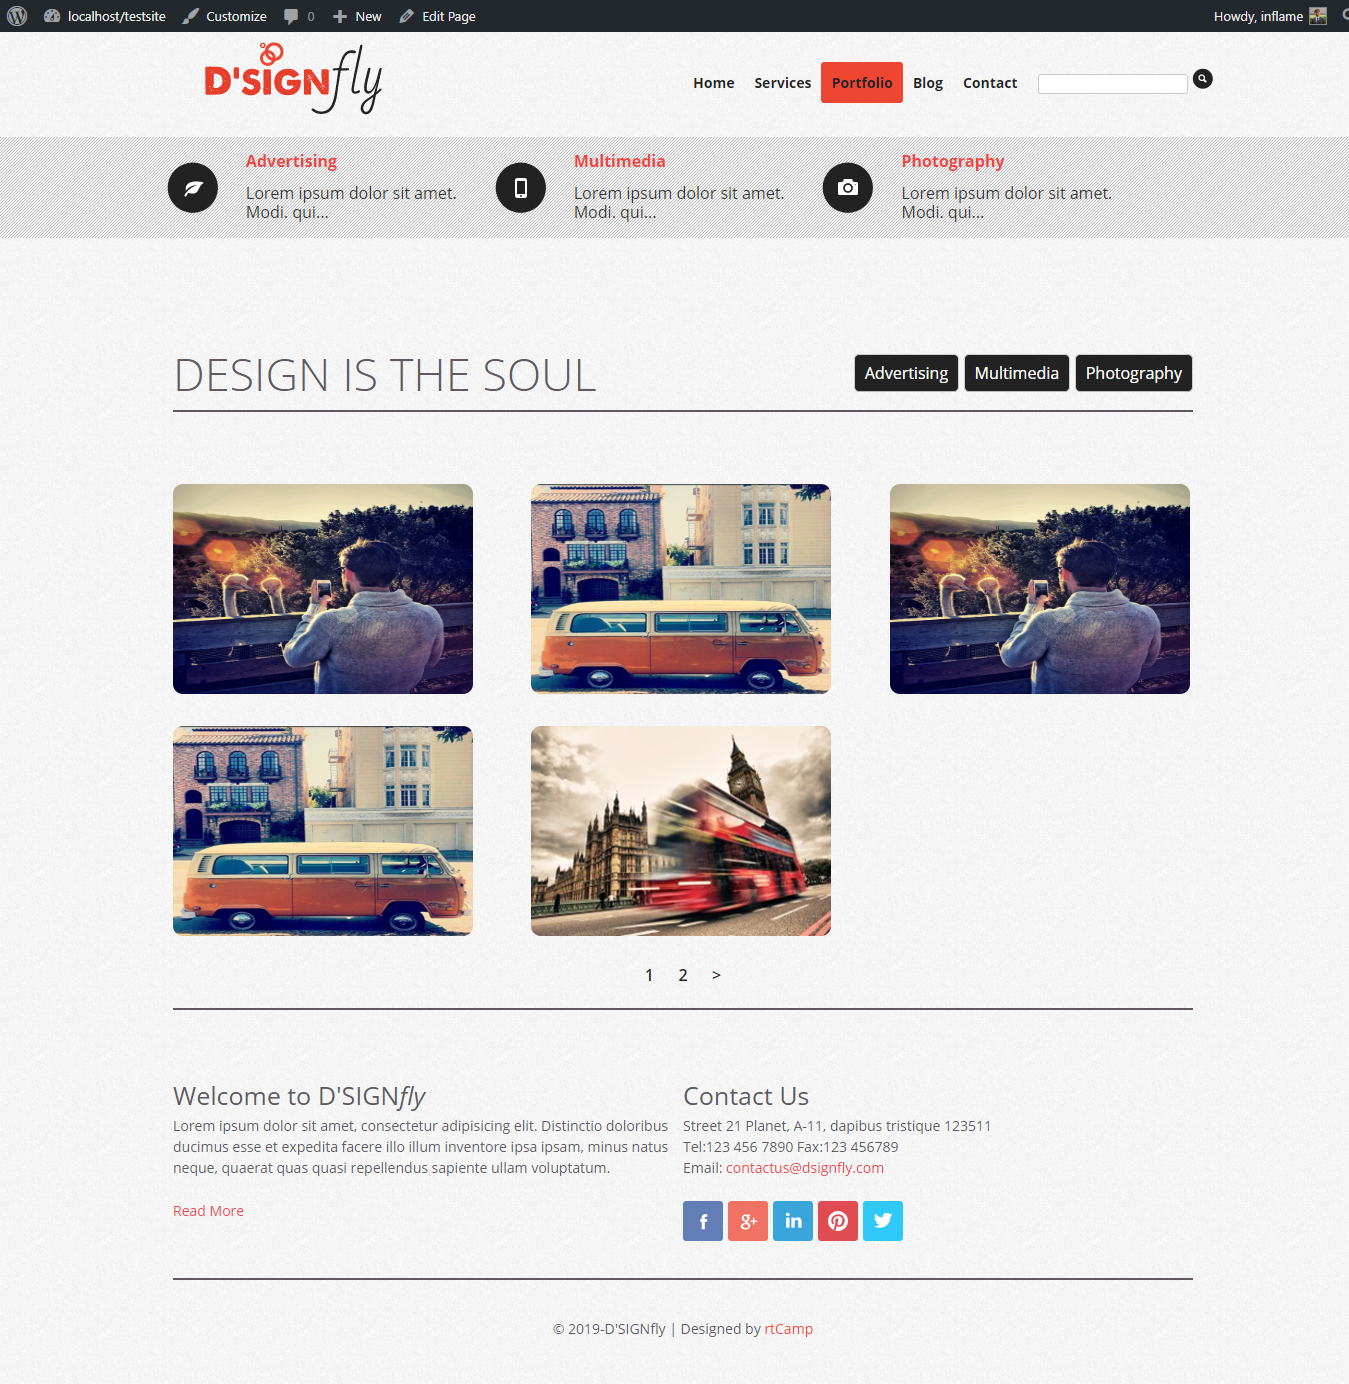 localhost/testsite Customize 0 New Edit Page Howdy, inflame
D'SIGNfly
Home Services Portfolio Blog Contact
Advertising
Lorem ipsum dolor sit amet.
Modi. qui...
Multimedia
Lorem ipsum dolor sit amet.
Modi. qui...
Photography
Lorem ipsum dolor sit amet.
Modi. qui...
DESIGN IS THE SOUL
Advertising Multimedia Photography
1 2 >
Welcome to D'SIGNfly
Lorem ipsum dolor sit amet, consectetur adipisicing elit. Distinctio doloribus
ducimus esse et expedita facere illo illum inventore ipsa ipsam, minus natus
neque, quaerat quas quasi repellendus sapiente ullam voluptatum.
Read More
Contact Us
Street 21 Planet, A-11, dapibus tristique 123511
Tel:123 456 7890 Fax:123 456789
Email: contactus@dsignfly.com
f g+ in
© 2019-D'SIGNfly | Designed by rtCamp